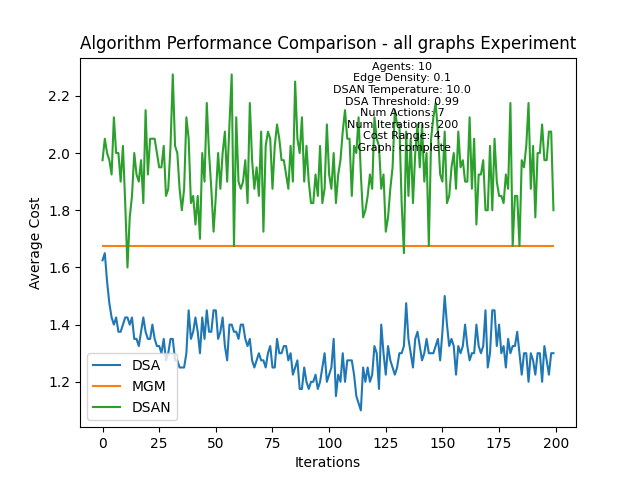 Algorithm Performance Comparison - all graphs Experiment
Agents: 10
Edge Density: 0.1
DSAN Temperature: 10.0
DSA Threshold: 0.99
Num Actions: 7
Num Iterations: 200
Cost Range: 4
Graph: complete
2.2
2.0
1.8
1.6
1.4
1.2
Average Cost
DSA
MGM
DSAN
0 25 50 75 100 125 150 175 200
Iterations